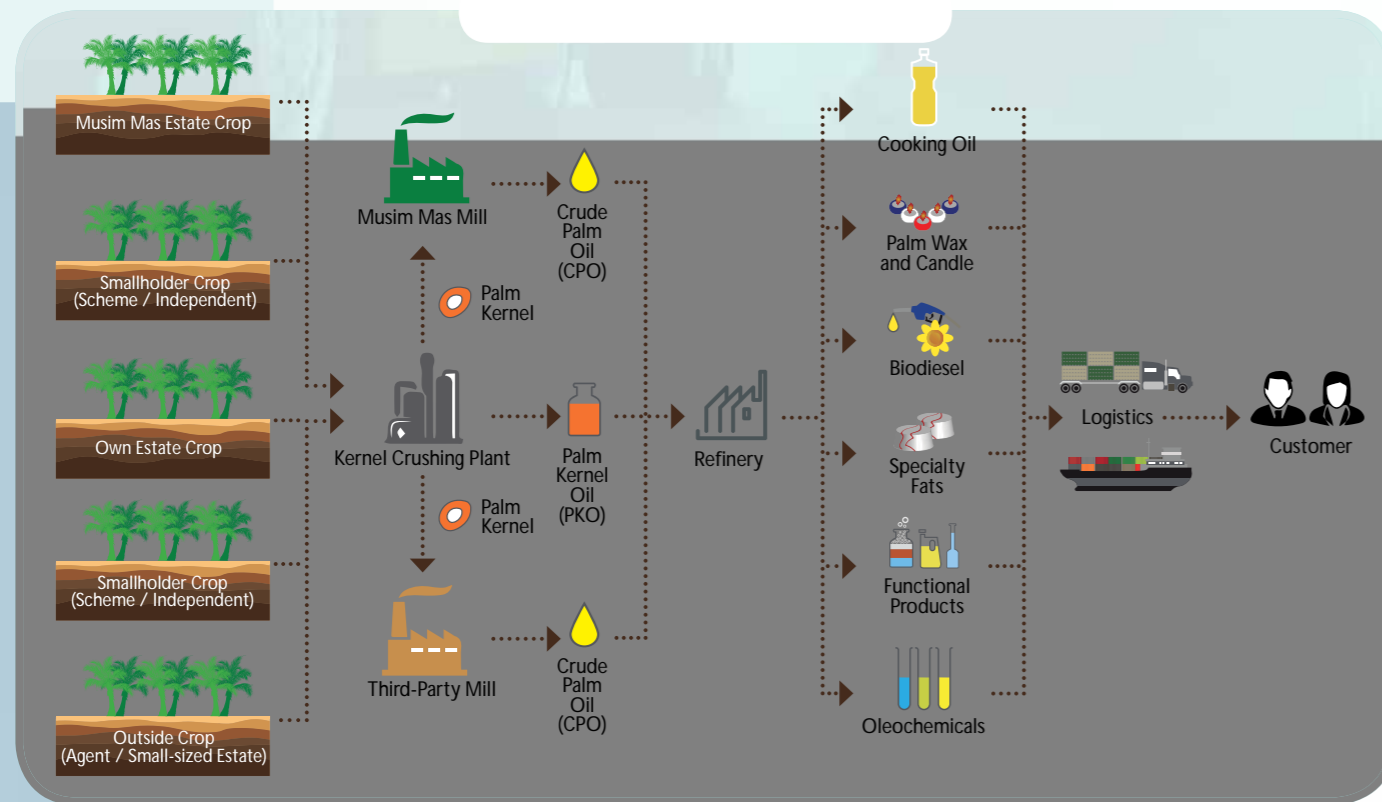 Musim Mas Estate Crop
Smallholder Crop
(Scheme / Independent)
Own Estate Crop
Smallholder Crop
(Scheme / Independent)
Outside Crop
(Agent / Small-sized Estate)
Musim Mas Mill
Palm
Kernel
Kernel Crushing Plant
Palm
Kernel
Third-Party Mill
Crude
Palm
Oil
(CPO)
Palm
Kernel
Oil
(PKO)
Crude
Palm
Oil
(CPO)
Refinery
Cooking Oil
Palm Wax
and Candle
Biodiesel
Specialty
Fats
Functional
Products
Oleochemicals
Logistics
Customer